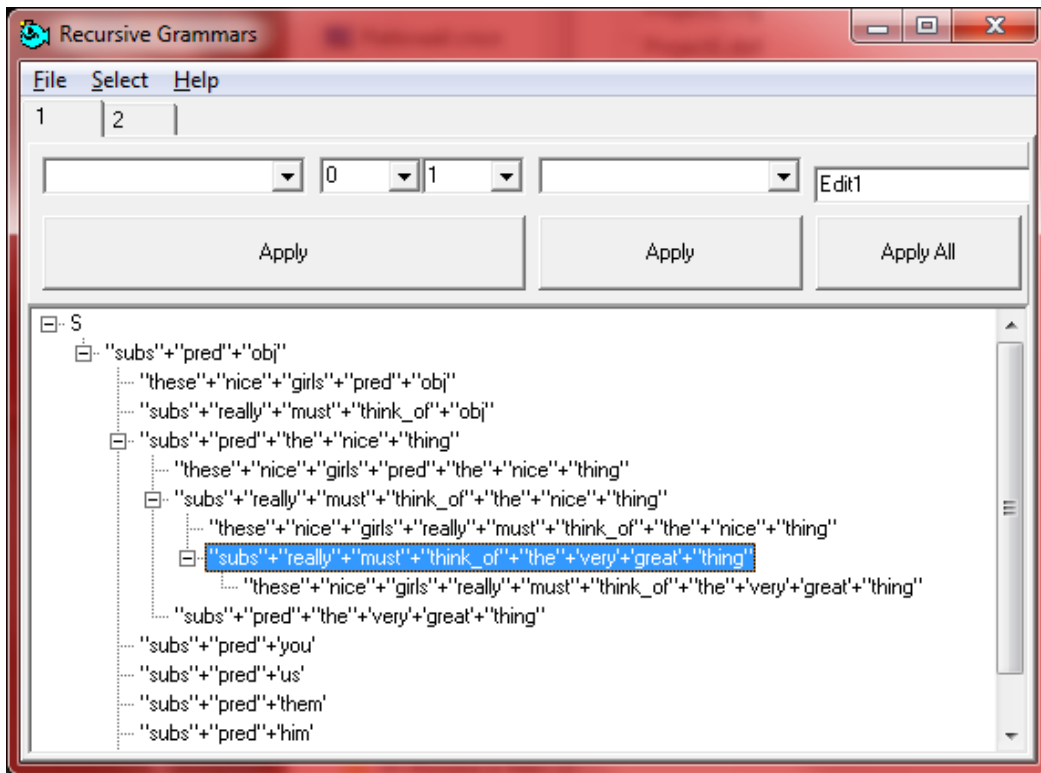 Recursive Grammars
File Select Help
1 2
0 1 Edit1
Apply Apply Apply All
S
"subs"+"pred"+"obj"
"these"+"nice"+"girls"+"pred"+"obj"
"subs"+"really"+"must"+"think_of"+"obj"
"subs"+"pred"+"the"+"nice"+"thing"
"these"+"nice"+"girls"+"pred"+"the"+"nice"+"thing"
"subs"+"really"+"must"+"think_of"+"the"+"nice"+"thing"
"these"+"nice"+"girls"+"really"+"must"+"think_of"+"the"+"nice"+"thing"
"subs"+"really"+"must"+"think_of"+"the"+'very'+'great'+"thing"
"these"+"nice"+"girls"+"really"+"must"+"think_of"+"the"+'very'+'great'+"thing"
"subs"+"pred"+"the"+'very'+'great'+"thing"
"subs"+"pred"+'you'
"subs"+"pred"+'us'
"subs"+"pred"+'them'
"subs"+"pred"+'him'